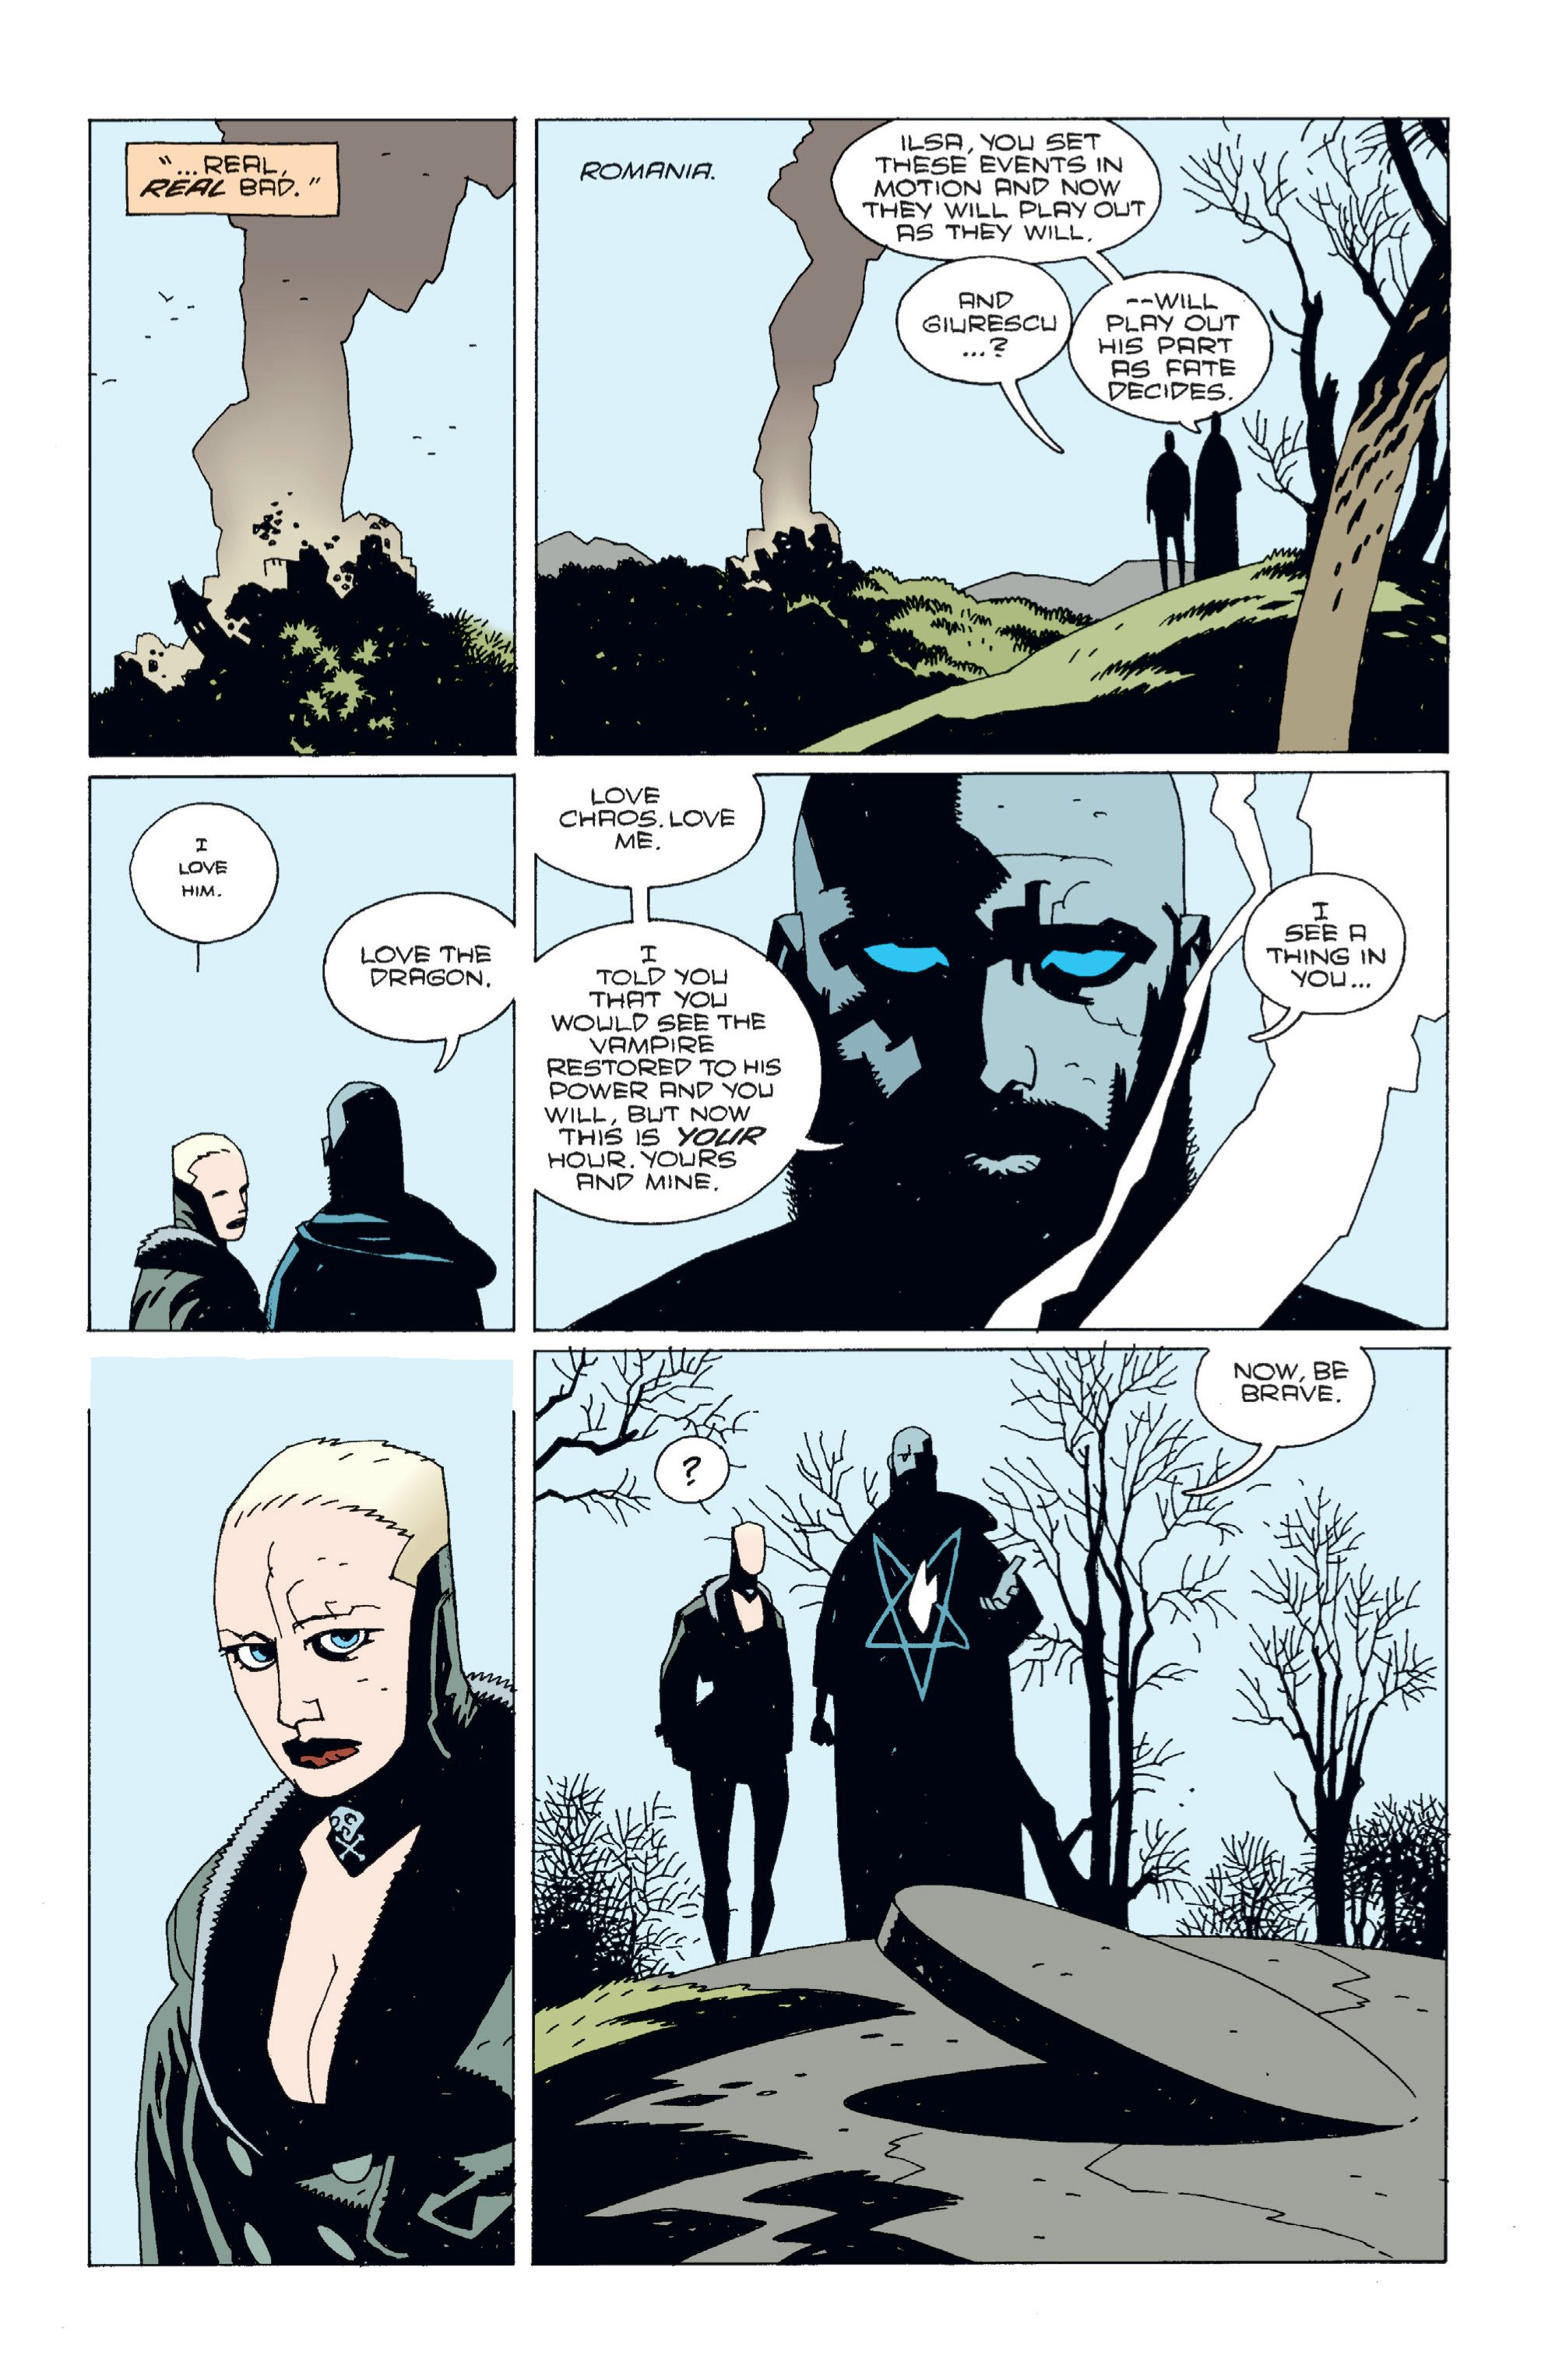 "...REAL,
REAL BAD."
ROMANIA.
ILSA, YOU SET
THESE EVENTS IN
MOTION AND NOW
THEY WILL PLAY OUT
AS THEY WILL.
AND
GIURESCU
...?
--WILL
PLAY OUT
HIS PART
AS FATE
DECIDES.
I
LOVE
HIM.
LOVE THE
DRAGON.
LOVE
CHAOS. LOVE
ME.
I
TOLD YOU
THAT YOU
WOULD SEE THE
VAMPIRE
RESTORED TO HIS
POWER AND YOU
WILL, BUT NOW
THIS IS YOUR
HOUR. YOURS
AND MINE.
I
SEE A
THING IN
YOU...
?
NOW, BE
BRAVE.